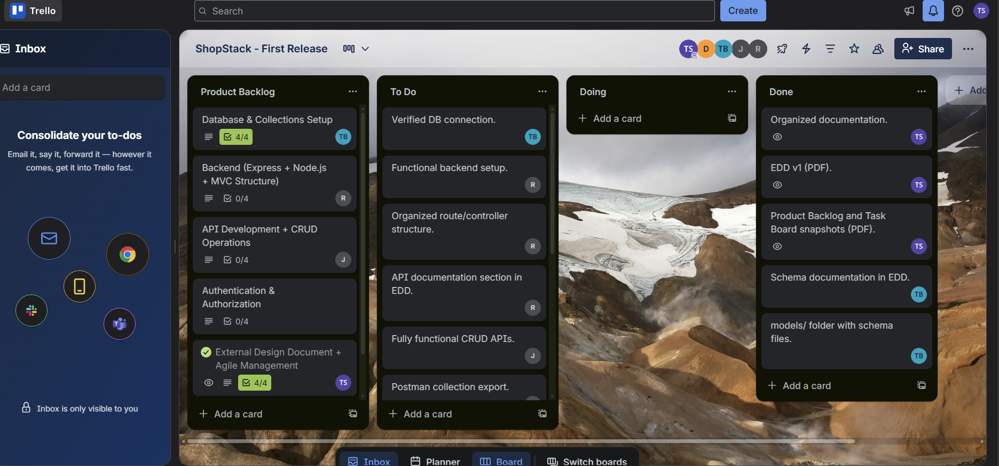 Trello
Search
Create
TS
Inbox
Add a card
Consolidate your to-dos
Email it, say it, forward it — however it
comes, get it into Trello fast.
Inbox is only visible to you
ShopStack - First Release
TS
D
TB
J
R
Share
Product Backlog
Database & Collections Setup
4/4
TB
Backend (Express + Node.js
+ MVC Structure)
0/4
R
API Development + CRUD
Operations
0/4
J
Authentication &
Authorization
0/4
External Design Document +
Agile Management
4/4
TS
Add a card
To Do
Verified DB connection.
TB
Functional backend setup.
R
Organized route/controller
structure.
R
API documentation section in
EDD.
R
Fully functional CRUD APIs.
J
Postman collection export.
Add a card
Doing
Add a card
Done
Organized documentation.
TS
EDD v1 (PDF).
TS
Product Backlog and Task
Board snapshots (PDF).
TS
Schema documentation in EDD.
TB
models/ folder with schema
files.
TB
Add a card
Add
Inbox
Planner
Board
Switch boards